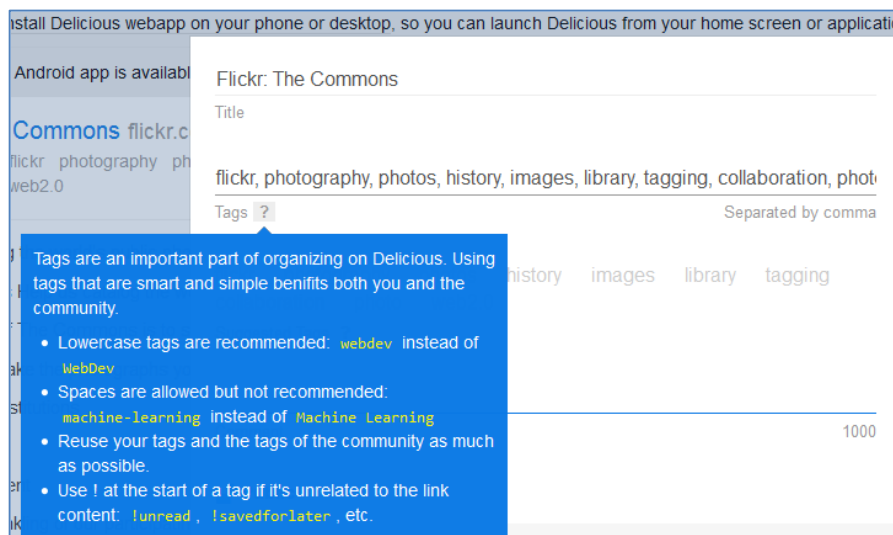 nstall Delicious webapp on your phone or desktop, so you can launch Delicious from your home screen or applicati
Android app is availabl
Flickr: The Commons
Title
Commons flickr.c
flickr photography ph
web2.0
flickr, photography, photos, history, images, library, tagging, collaboration, phot
Tags ? Separated by comma
Tags are an important part of organizing on Delicious. Using
tags that are smart and simple benifits both you and the
community.
history images library tagging
• Lowercase tags are recommended: webdev instead of
WebDev
• Spaces are allowed but not recommended:
machine-learning instead of Machine Learning
• Reuse your tags and the tags of the community as much
as possible.
1000
• Use ! at the start of a tag if it's unrelated to the link
content: !unread , !savedforlater , etc.